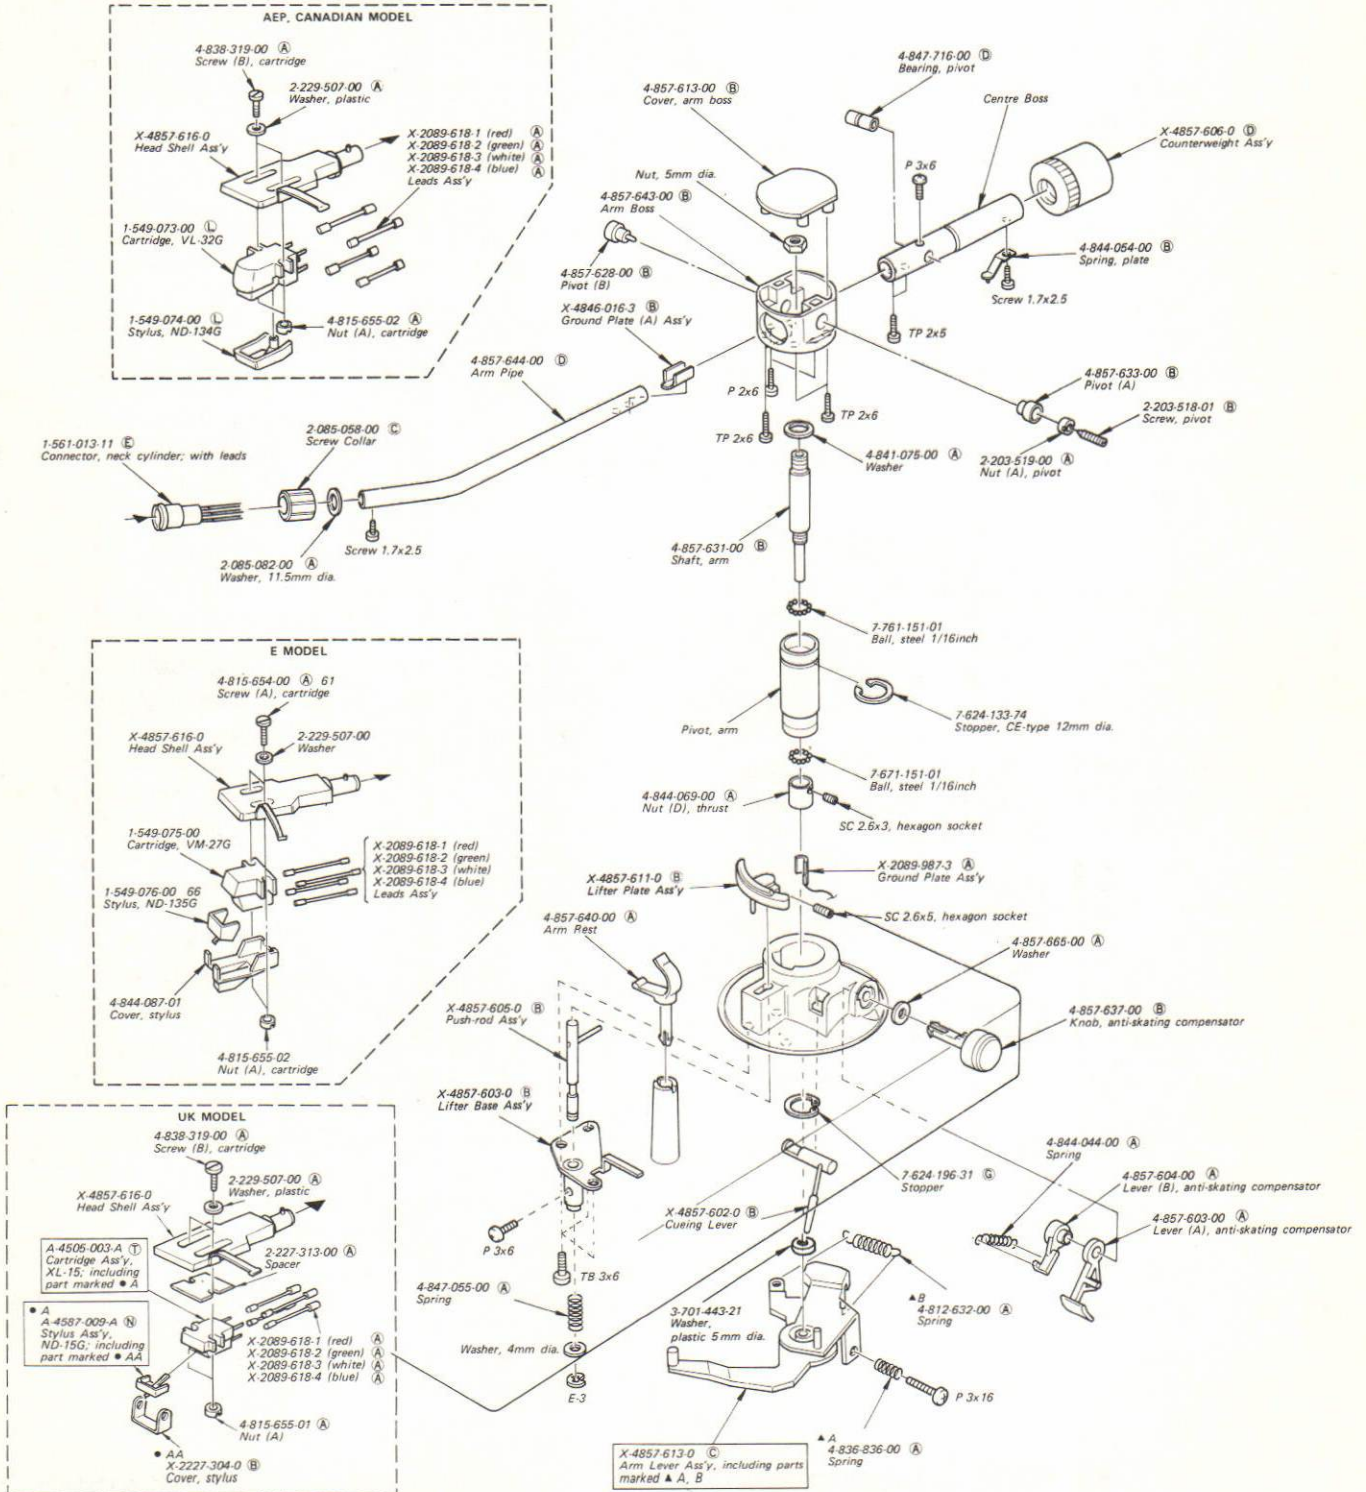 AEP, CANADIAN MODEL
4-838-319-00 Ⓐ
Screw (B), cartridge
2-229-507-00 Ⓐ
Washer, plastic
X-4857-616-0
Head Shell Ass'y
X-2089-618-1 (red) Ⓐ
X-2089-618-2 (green) Ⓐ
X-2089-618-3 (white) Ⓐ
X-2089-618-4 (blue) Ⓐ
Leads Ass'y
1-549-073-00 Ⓛ
Cartridge, VL-32G
1-549-074-00 Ⓛ
Stylus, ND-134G
4-815-655-02 Ⓐ
Nut (A), cartridge
4-847-716-00 Ⓓ
Bearing, pivot
4-857-613-00 Ⓑ
Cover, arm boss
Centre Boss
X-4857-606-0 Ⓓ
Counterweight Ass'y
P 3x6
Nut, 5mm dia.
4-857-643-00 Ⓑ
Arm Boss
4-857-628-00 Ⓑ
Pivot (B)
4-844-054-00 Ⓑ
Spring, plate
Screw 1.7x2.5
X-4846-016-3 Ⓑ
Ground Plate (A) Ass'y
TP 2x5
4-857-644-00 Ⓓ
Arm Pipe
P 2x6
TP 2x6
TP 2x6
4-857-633-00 Ⓑ
Pivot (A)
2-203-518-01 Ⓑ
Screw, pivot
2-203-519-00 Ⓐ
Nut (A), pivot
1-561-013-11 Ⓔ
Connector, neck cylinder; with leads
2-085-058-00 Ⓒ
Screw Collar
4-841-075-00 Ⓐ
Washer
Screw 1.7x2.5
2-085-082-00 Ⓐ
Washer, 11.5mm dia.
4-857-631-00 Ⓑ
Shaft, arm
7-761-151-01
Ball, steel 1/16inch
Pivot, arm
7-624-133-74
Stopper, CE-type 12mm dia.
7-671-151-01
Ball, steel 1/16inch
4-844-069-00 Ⓐ
Nut (D), thrust
SC 2.6x3, hexagon socket
X-2089-987-3 Ⓐ
Ground Plate Ass'y
X-4857-611-0 Ⓑ
Lifter Plate Ass'y
SC 2.6x5, hexagon socket
E MODEL
4-815-654-00 Ⓐ 61
Screw (A), cartridge
X-4857-616-0
Head Shell Ass'y
2-229-507-00
Washer
1-549-075-00
Cartridge, VM-27G
X-2089-618-1 (red)
X-2089-618-2 (green)
X-2089-618-3 (white)
X-2089-618-4 (blue)
Leads Ass'y
1-549-076-00 66
Stylus, ND-135G
4-844-087-01
Cover, stylus
4-815-655-02
Nut (A), cartridge
4-857-640-00 Ⓐ
Arm Rest
4-857-665-00 Ⓐ
Washer
X-4857-605-0 Ⓑ
Push-rod Ass'y
4-857-637-00 Ⓑ
Knob, anti-skating compensator
X-4857-603-0 Ⓑ
Lifter Base Ass'y
7-624-196-31 Ⓖ
Stopper
4-844-044-00 Ⓐ
Spring
4-857-604-00 Ⓐ
Lever (B), anti-skating compensator
4-857-603-00 Ⓐ
Lever (A), anti-skating compensator
X-4857-602-0 Ⓑ
Cueing Lever
P 3x6
TB 3x6
4-847-055-00 Ⓐ
Spring
3-701-443-21
Washer,
plastic 5mm dia.
▲B
4-812-632-00 Ⓐ
Spring
Washer, 4mm dia.
E-3
P 3x16
▲ A
4-836-836-00 Ⓐ
Spring
X-4857-613-0 Ⓒ
Arm Lever Ass'y, including parts
marked ▲ A, B
UK MODEL
4-838-319-00 Ⓐ
Screw (B), cartridge
2-229-507-00 Ⓐ
Washer, plastic
X-4857-616-0
Head Shell Ass'y
2-227-313-00 Ⓐ
Spacer
A-4505-003-A Ⓣ
Cartridge Ass'y,
XL-15; including
part marked ● A
● A
A-4587-009-A Ⓝ
Stylus Ass'y,
ND-15G; including
part marked ● AA
X-2089-618-1 (red) Ⓐ
X-2089-618-2 (green) Ⓐ
X-2089-618-3 (white) Ⓐ
X-2089-618-4 (blue) Ⓐ
4-815-655-01 Ⓐ
Nut (A)
● AA
X-2227-304-0 Ⓑ
Cover, stylus